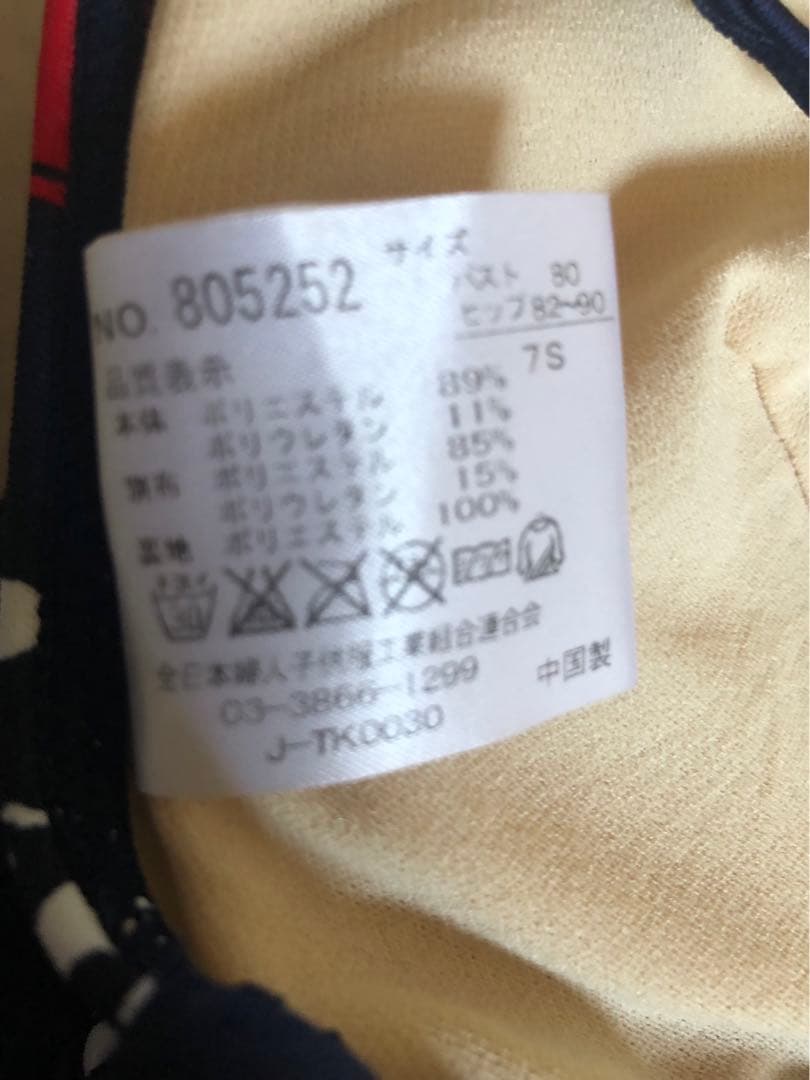 サイズ
NO. 805252
バスト 80
ヒップ 82~90
7S
品質表示
本体 ポリエステル 89%
ポリウレタン 11%
別布 ポリエステル 85%
ポリウレタン 15%
裏地 ポリエステル 100%
全日本婦人子供服工業組合連合会
03-3866-1299
中国製
J-TK0030